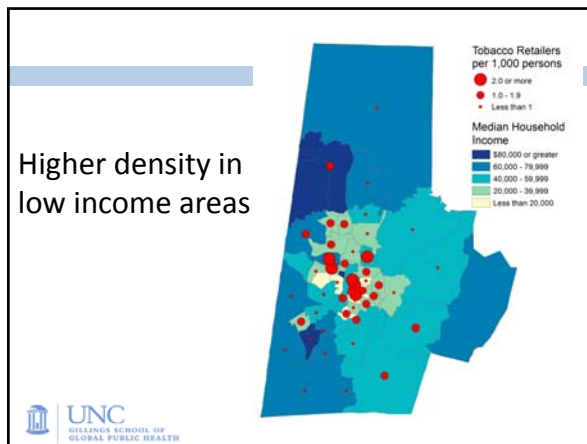 Higher density in
low income areas
Tobacco Retailers
per 1,000 persons
2.0 or more
1.0 - 1.9
Less than 1
Median Household
Income
$80,000 or greater
60,000 - 79,999
40,000 - 59,999
20,000 - 39,999
Less than 20,000
UNC
GILLINGS SCHOOL OF
GLOBAL PUBLIC HEALTH